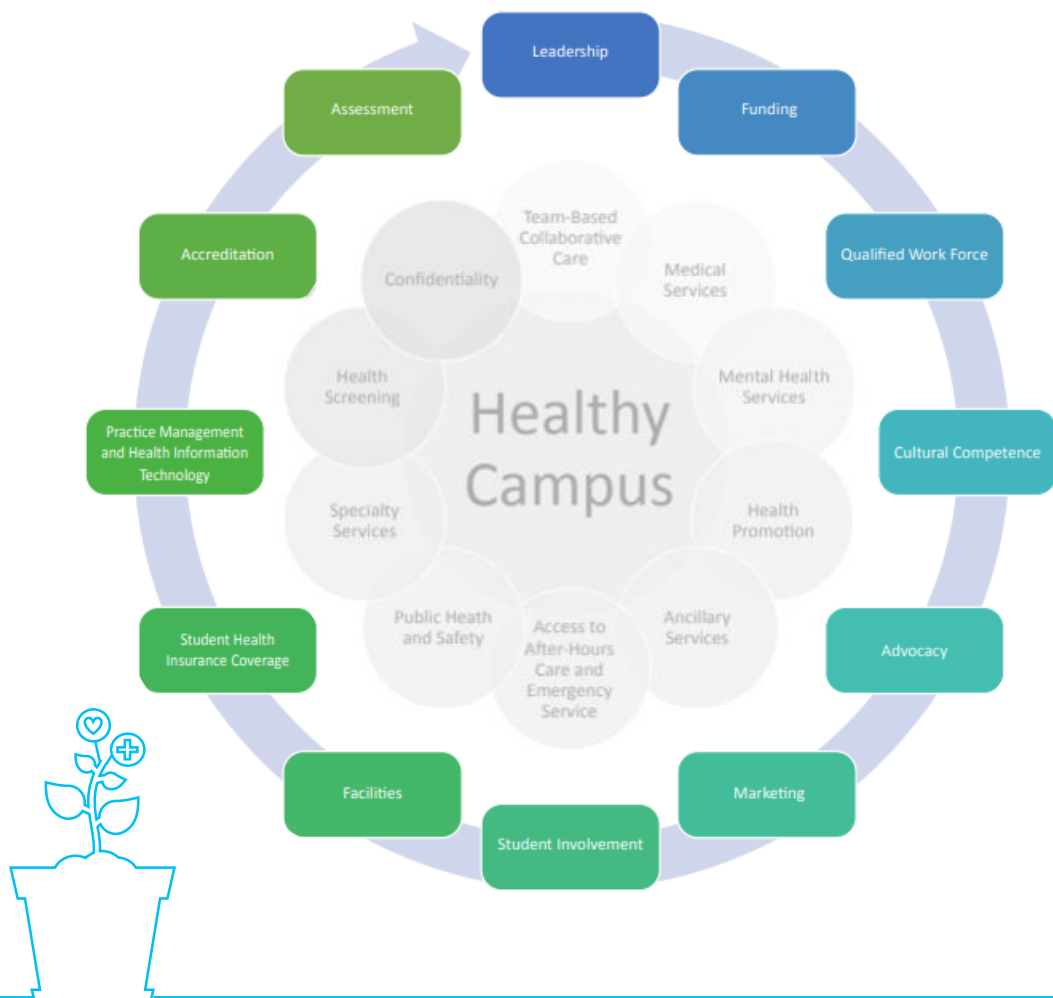 Leadership
Funding
Qualified Work Force
Cultural Competence
Advocacy
Marketing
Student Involvement
Facilities
Student Health
Insurance Coverage
Practice Management
and Health Information
Technology
Accreditation
Assessment
Team-Based
Collaborative
Care
Medical
Services
Mental Health
Services
Health
Promotion
Ancillary
Services
Access to
After-Hours
Care and
Emergency
Service
Public Heath
and Safety
Specialty
Services
Health
Screening
Confidentiality
Healthy
Campus